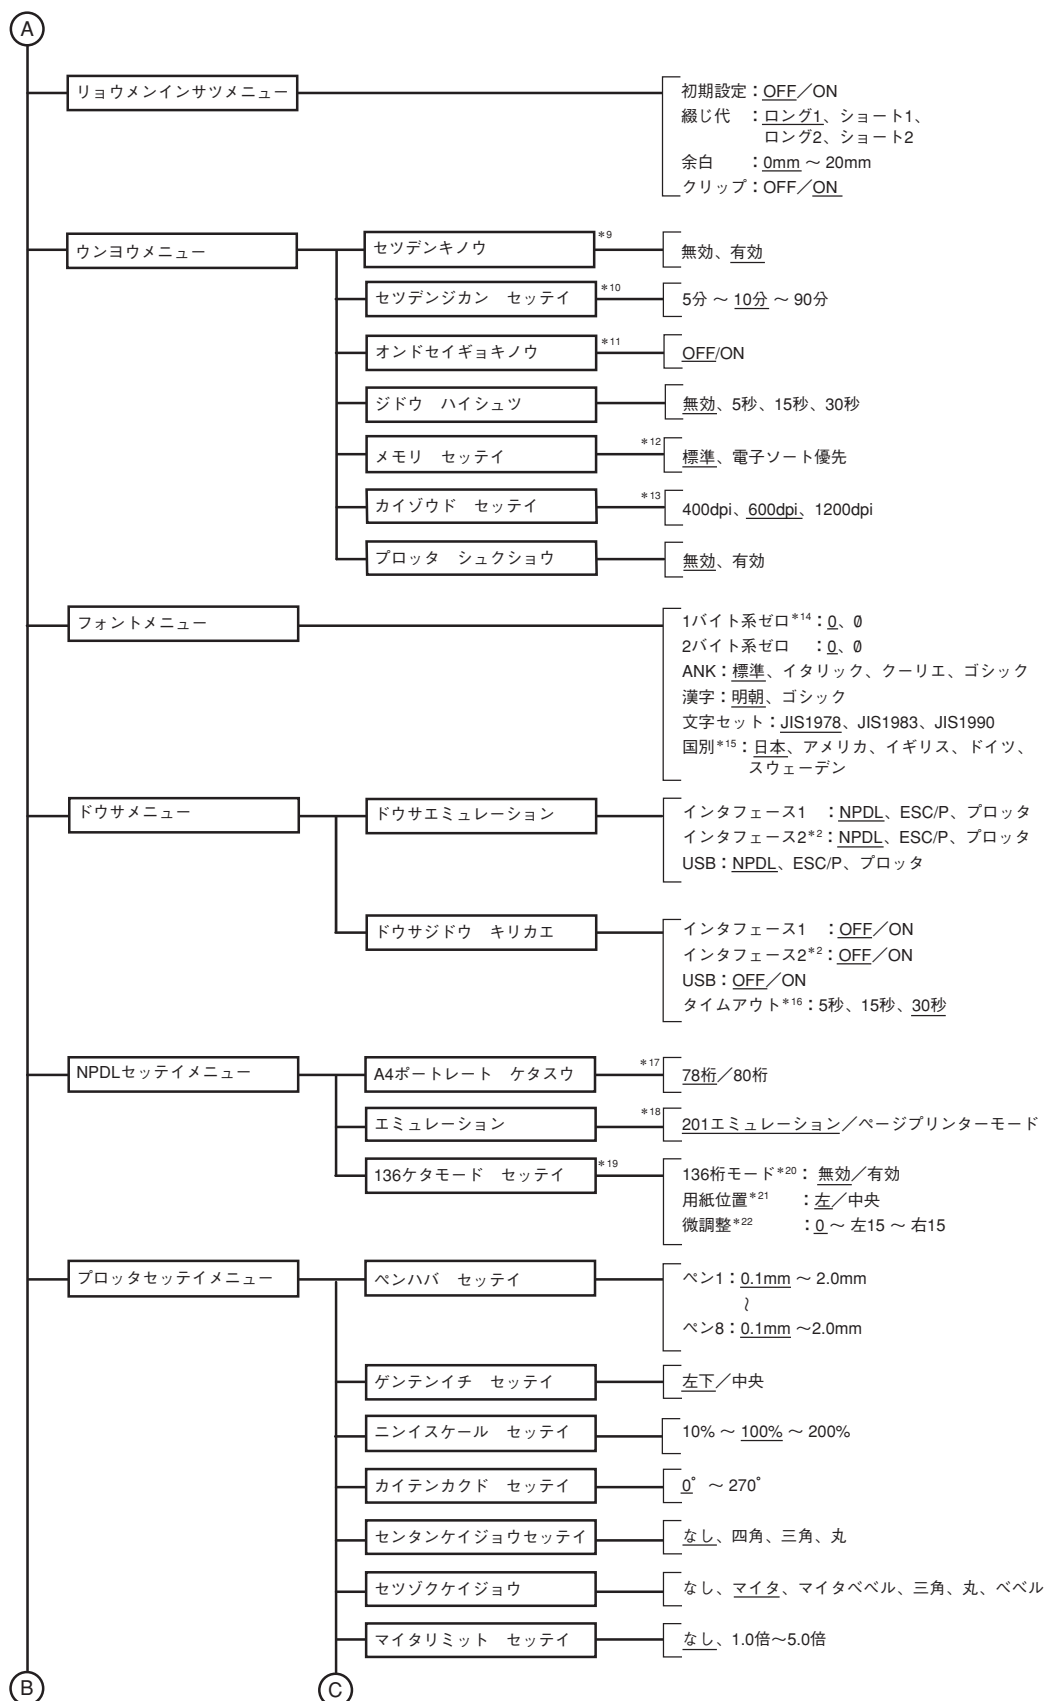 A
リョウメンインサツメニュー
初期設定：OFF／ON
綴じ代　：ロング1、ショート1、
ロング2、ショート2
余白　　：0mm ～ 20mm
クリップ：OFF／ON
ウンヨウメニュー
セツデンキノウ
*9
無効、有効
セツデンジカン　セッテイ
*10
5分 ～ 10分 ～ 90分
オンドセイギョキノウ
*11
OFF/ON
ジドウ　ハイシュツ
無効、5秒、15秒、30秒
メモリ　セッテイ
*12
標準、電子ソート優先
カイゾウド　セッテイ
*13
400dpi、600dpi、1200dpi
プロッタ　シュクショウ
無効、有効
フォントメニュー
1バイト系ゼロ*14：0、0̸
2バイト系ゼロ　：0、0̸
ANK：標準、イタリック、クーリエ、ゴシック
漢字：明朝、ゴシック
文字セット：JIS1978、JIS1983、JIS1990
国別*15：日本、アメリカ、イギリス、ドイツ、
スウェーデン
ドウサメニュー
ドウサエミュレーション
インタフェース1　：NPDL、ESC/P、プロッタ
インタフェース2*2：NPDL、ESC/P、プロッタ
USB：NPDL、ESC/P、プロッタ
ドウサジドウ　キリカエ
インタフェース1　：OFF／ON
インタフェース2*2：OFF／ON
USB：OFF／ON
タイムアウト*16：5秒、15秒、30秒
NPDLセッテイメニュー
A4ポートレート　ケタスウ
*17
78桁／80桁
エミュレーション
*18
201エミュレーション／ページプリンターモード
136ケタモード　セッテイ
*19
136桁モード*20： 無効／有効
用紙位置*21　　：左／中央
微調整*22　　　：0 ～ 左15 ～ 右15
プロッタセッテイメニュー
ペンハバ　セッテイ
ペン1：0.1mm ～ 2.0mm
～
ペン8：0.1mm ～2.0mm
ゲンテンイチ　セッテイ
左下／中央
ニンイスケール　セッテイ
10% ～ 100% ～ 200%
カイテンカクド　セッテイ
0° ～ 270°
センタンケイジョウセッテイ
なし、四角、三角、丸
セツゾクケイジョウ
なし、マイタ、マイタベベル、三角、丸、ベベル
マイタリミット　セッテイ
なし、1.0倍～5.0倍
B
C